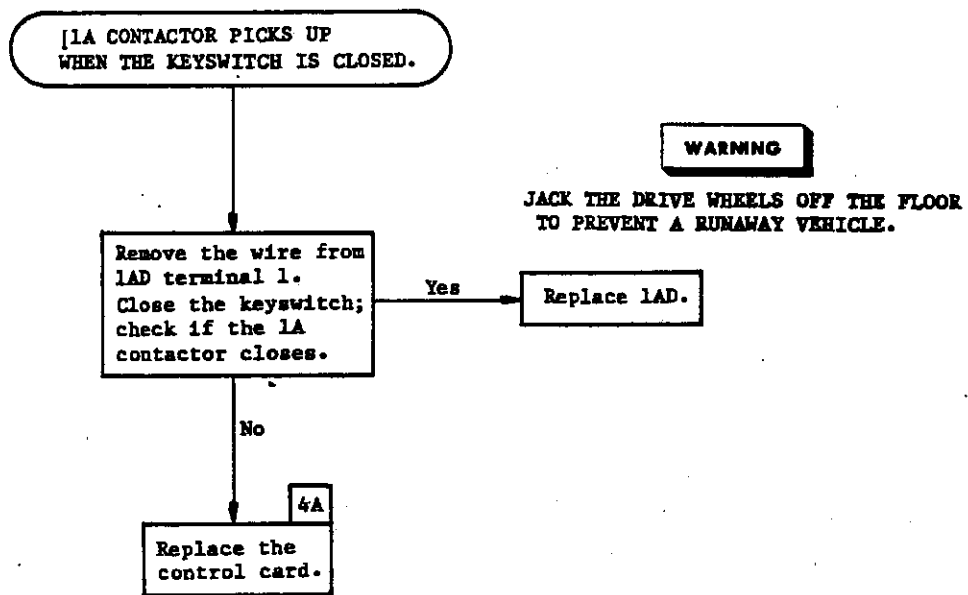 [1A CONTACTOR PICKS UP
WHEN THE KEYSWITCH IS CLOSED.
WARNING
JACK THE DRIVE WHEELS OFF THE FLOOR
TO PREVENT A RUNAWAY VEHICLE.
Remove the wire from
1AD terminal 1.
Close the keyswitch;
check if the 1A
contactor closes.
Yes
Replace 1AD.
No
4A
Replace the
control card.